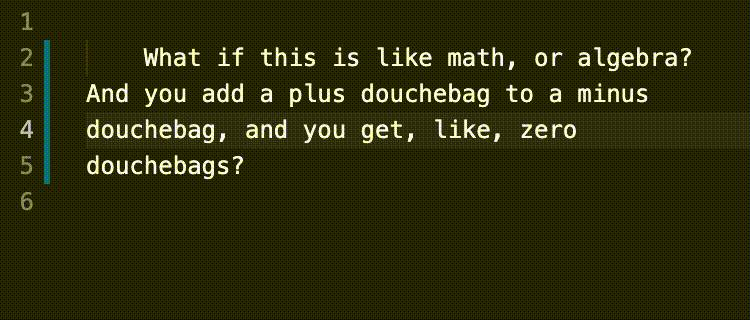 1
2 What if this is like math, or algebra?
3 And you add a plus douchebag to a minus
4 douchebag, and you get, like, zero
5 douchebags?
6